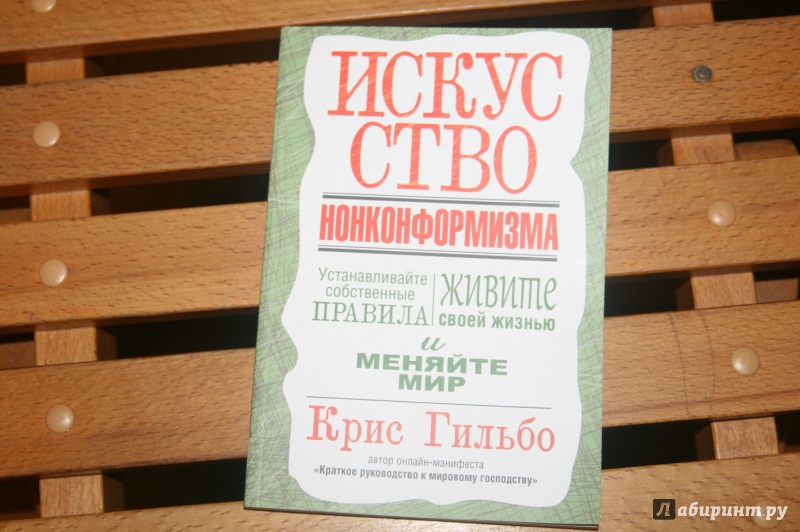 ИСКУС
СТВО
НОНКОНФОРМИЗМА
Устанавливайте
собственные
ПРАВИЛА
живите
своей жизнью
и
МЕНЯЙТЕ
МИР
Крис Гильбо
автор онлайн-манифеста
«Краткое руководство к мировому господству»
Лабиринт.ру